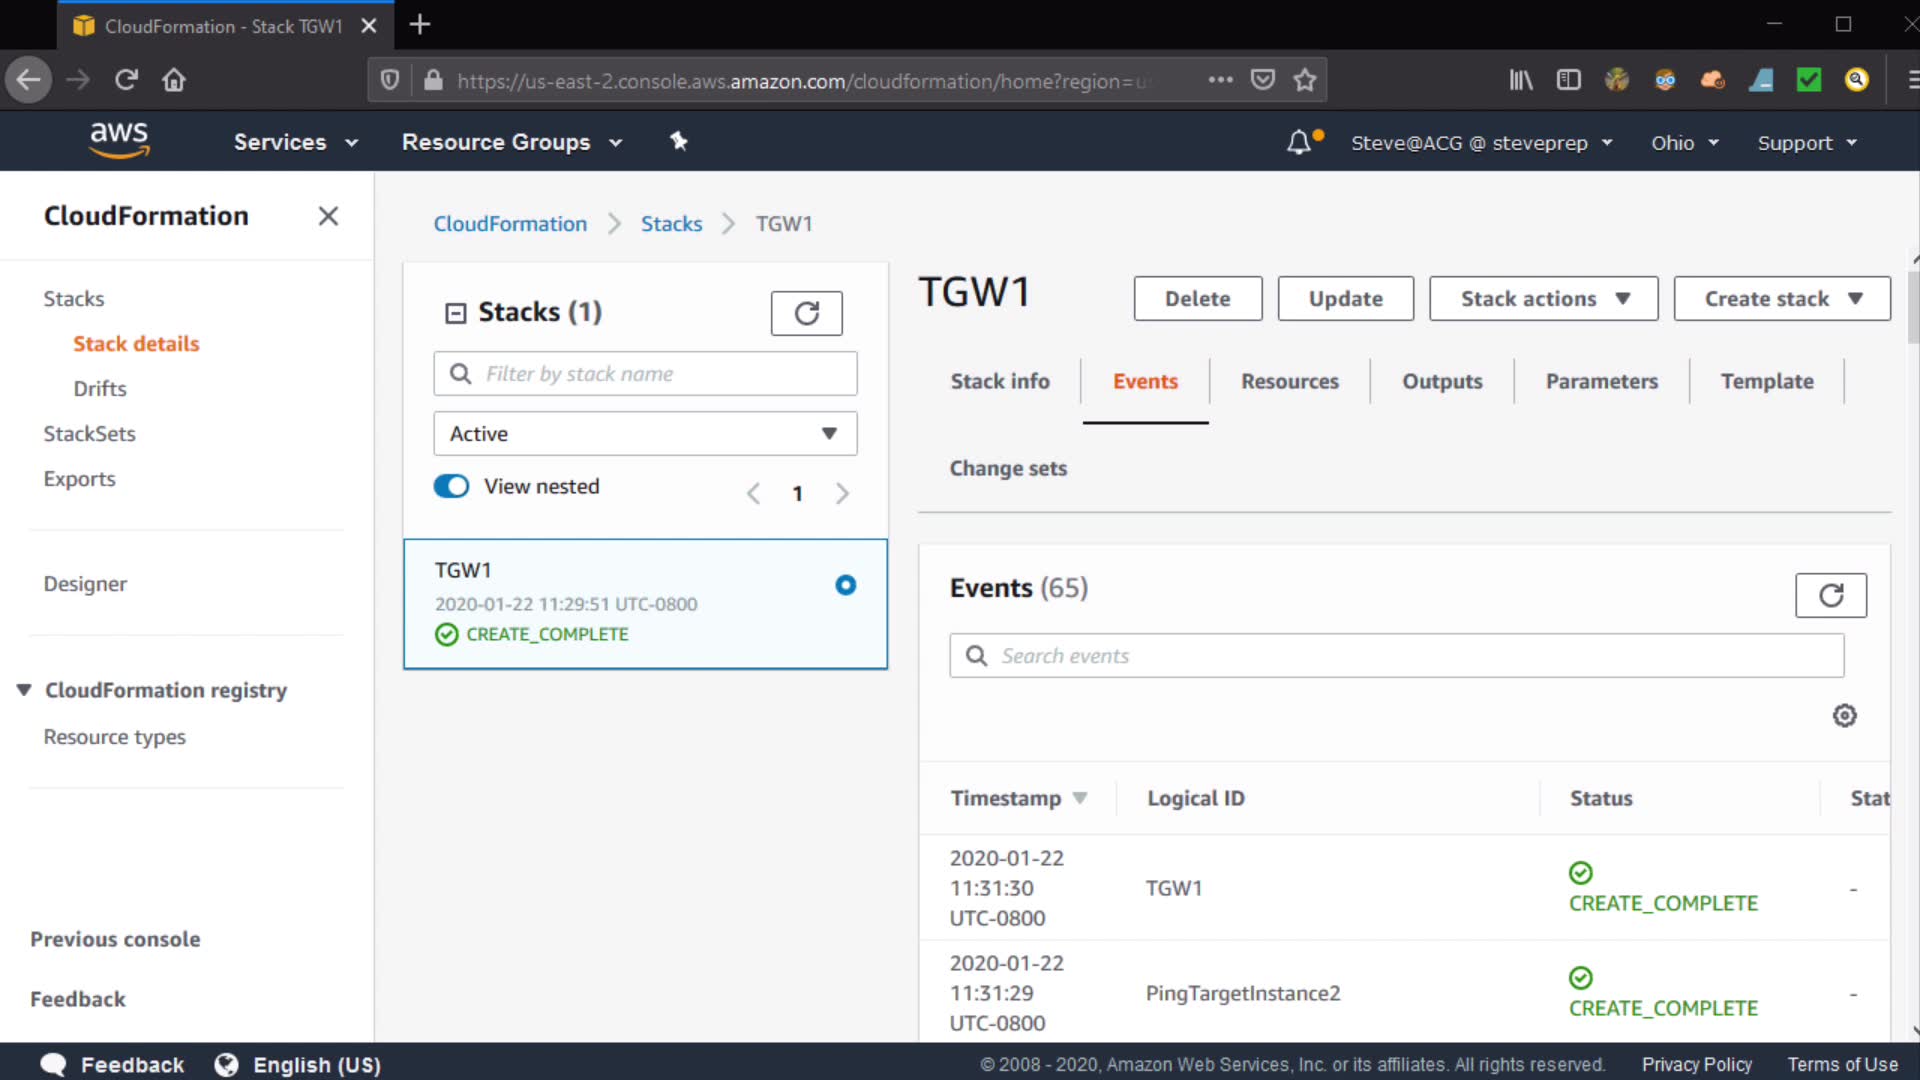 CloudFormation - Stack TGW1
https://us-east-2.console.aws.amazon.com/cloudformation/home?region=u
aws
Services
Resource Groups
Steve@ACG @ steveprep
Ohio
Support
CloudFormation
Stacks
Stack details
Drifts
StackSets
Exports
Designer
CloudFormation registry
Resource types
Previous console
Feedback
CloudFormation
Stacks
TGW1
Stacks (1)
Filter by stack name
Active
View nested
1
TGW1
2020-01-22 11:29:51 UTC-0800
CREATE_COMPLETE
TGW1
Delete
Update
Stack actions
Create stack
Stack info
Events
Resources
Outputs
Parameters
Template
Change sets
Events (65)
Search events
Timestamp
Logical ID
Status
Stat
2020-01-22
11:31:30
UTC-0800
TGW1
CREATE_COMPLETE
-
2020-01-22
11:31:29
UTC-0800
PingTargetInstance2
CREATE_COMPLETE
-
Feedback
English (US)
© 2008 - 2020, Amazon Web Services, Inc. or its affiliates. All rights reserved.
Privacy Policy
Terms of Use